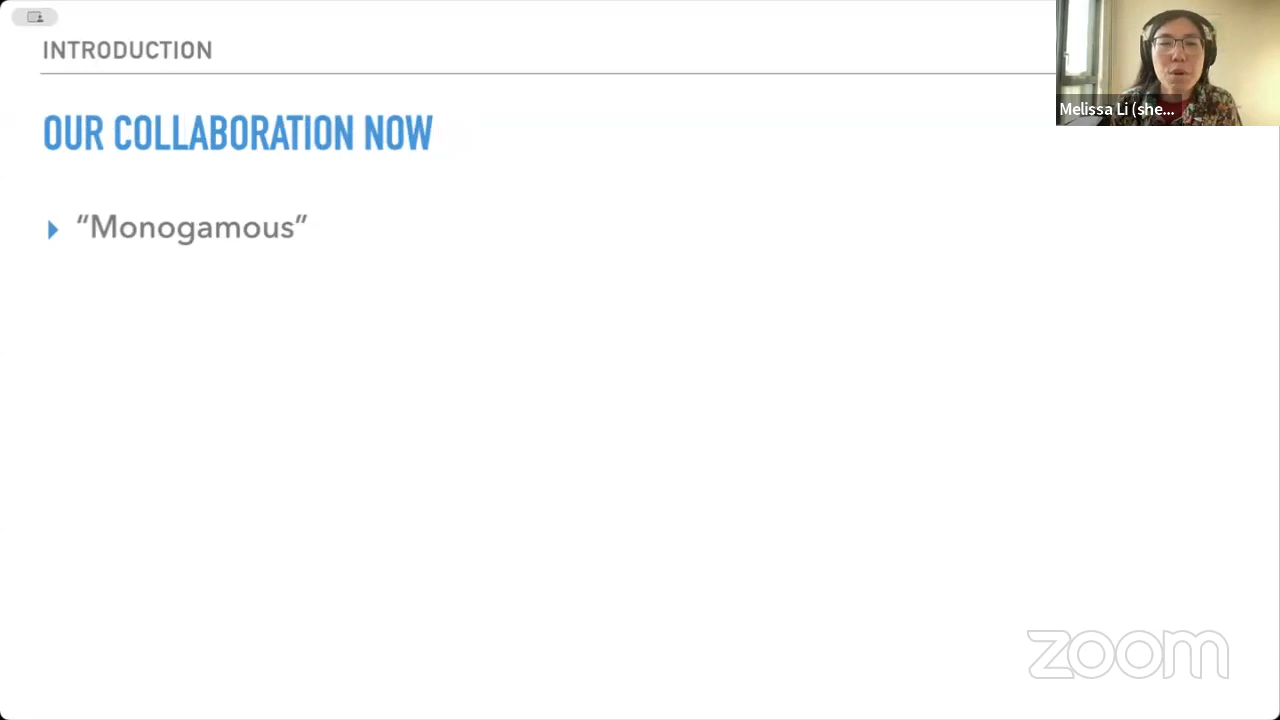 INTRODUCTION
Melissa Li (she...
OUR COLLABORATION NOW
“Monogamous”
zoom